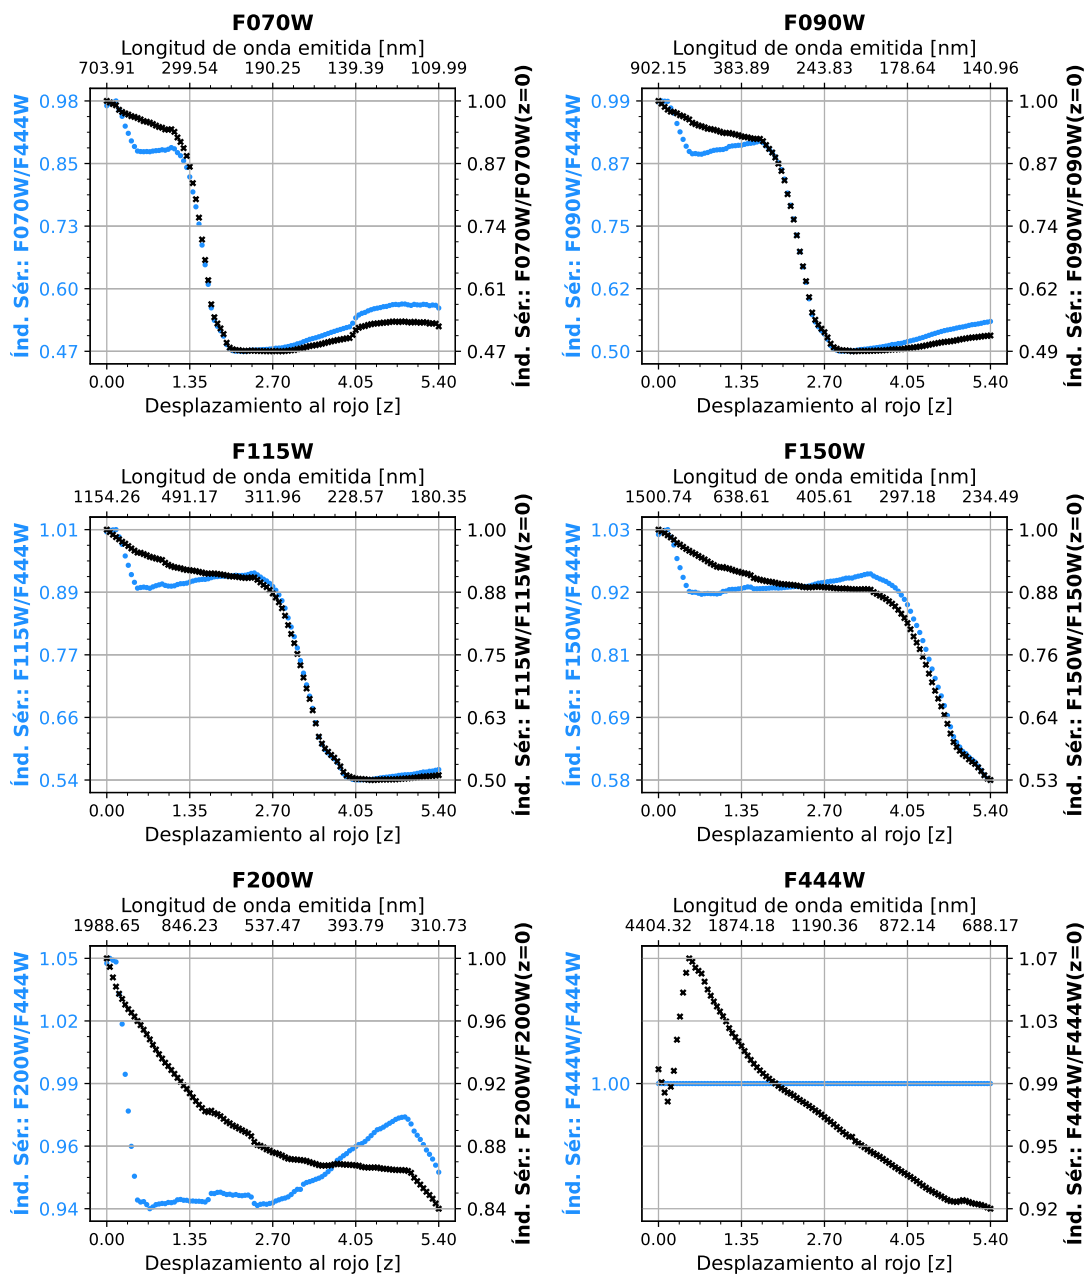 F070W
Longitud de onda emitida [nm]
703.91 299.54 190.25 139.39 109.99
0.98 0.85 0.73 0.60 0.47
Índ. Sér.: F070W/F444W
1.00 0.87 0.74 0.61 0.47
Índ. Sér.: F070W/F070W(z=0)
0.00 1.35 2.70 4.05 5.40
Desplazamiento al rojo [z]
F090W
Longitud de onda emitida [nm]
902.15 383.89 243.83 178.64 140.96
0.99 0.87 0.75 0.62 0.50
Índ. Sér.: F090W/F444W
1.00 0.87 0.74 0.62 0.49
Índ. Sér.: F090W/F090W(z=0)
0.00 1.35 2.70 4.05 5.40
Desplazamiento al rojo [z]
F115W
Longitud de onda emitida [nm]
1154.26 491.17 311.96 228.57 180.35
1.01 0.89 0.77 0.66 0.54
Índ. Sér.: F115W/F444W
1.00 0.88 0.75 0.63 0.50
Índ. Sér.: F115W/F115W(z=0)
0.00 1.35 2.70 4.05 5.40
Desplazamiento al rojo [z]
F150W
Longitud de onda emitida [nm]
1500.74 638.61 405.61 297.18 234.49
1.03 0.92 0.81 0.69 0.58
Índ. Sér.: F150W/F444W
1.00 0.88 0.76 0.64 0.53
Índ. Sér.: F150W/F150W(z=0)
0.00 1.35 2.70 4.05 5.40
Desplazamiento al rojo [z]
F200W
Longitud de onda emitida [nm]
1988.65 846.23 537.47 393.79 310.73
1.05 1.02 0.99 0.96 0.94
Índ. Sér.: F200W/F444W
1.00 0.96 0.92 0.88 0.84
Índ. Sér.: F200W/F200W(z=0)
0.00 1.35 2.70 4.05 5.40
Desplazamiento al rojo [z]
F444W
Longitud de onda emitida [nm]
4404.32 1874.18 1190.36 872.14 688.17
1.00
Índ. Sér.: F444W/F444W
1.07 1.03 0.99 0.95 0.92
Índ. Sér.: F444W/F444W(z=0)
0.00 1.35 2.70 4.05 5.40
Desplazamiento al rojo [z]